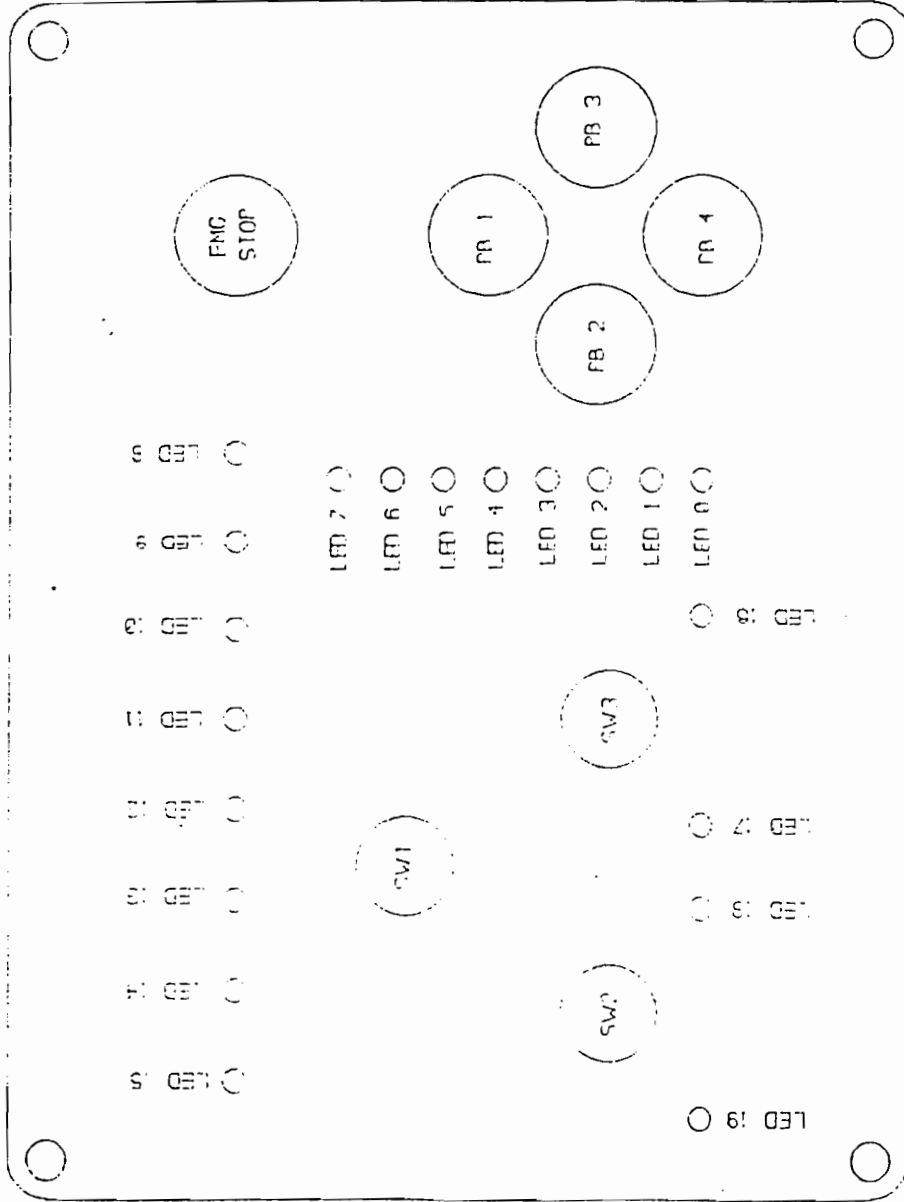 EMG
STOP
PB 1
PB 3
PB 2
PB 4
LED 8
LED 9
LED 10
LED 11
LED 12
LED 13
LED 14
LED 15
LED 7
LED 6
LED 5
LED 4
LED 3
LED 2
LED 1
LED 0
LED 18
SW3
SW1
LED 17
LED 16
SW2
LED 19